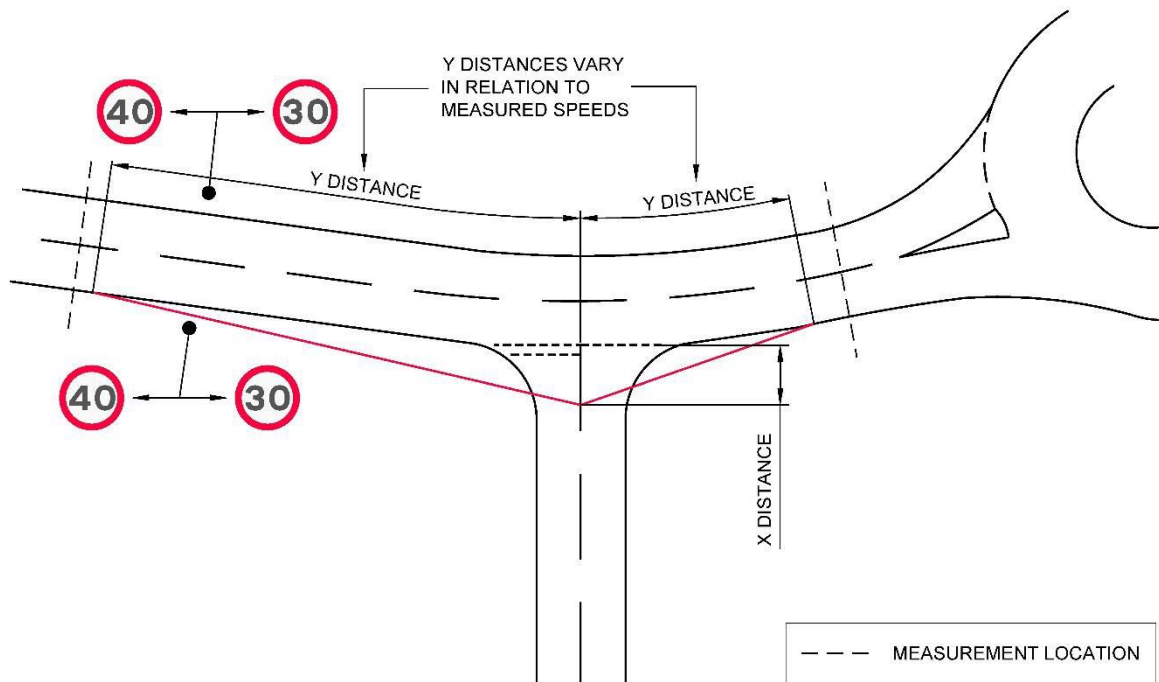 Y DISTANCES VARY
IN RELATION TO
MEASURED SPEEDS
40
30
Y DISTANCE
Y DISTANCE
40
30
X DISTANCE
MEASUREMENT LOCATION